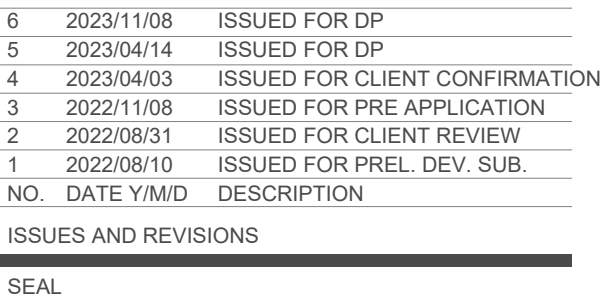 6 2023/11/08 ISSUED FOR DP
5 2023/04/14 ISSUED FOR DP
4 2023/04/03 ISSUED FOR CLIENT CONFIRMATION
3 2022/11/08 ISSUED FOR PRE APPLICATION
2 2022/08/31 ISSUED FOR CLIENT REVIEW
1 2022/08/10 ISSUED FOR PREL. DEV. SUB.
NO. DATE Y/M/D DESCRIPTION
ISSUES AND REVISIONS
SEAL